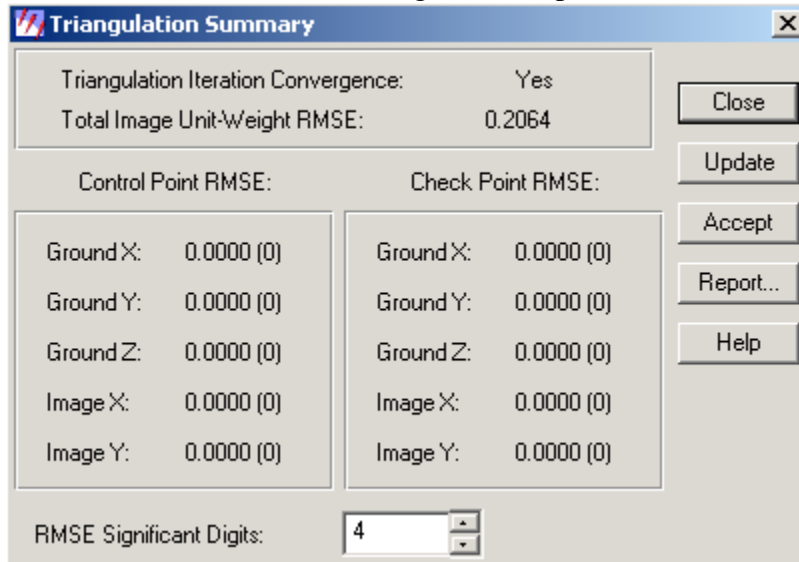 Triangulation Summary
Triangulation Iteration Convergence: Yes
Total Image Unit-Weight RMSE: 0.2064
Control Point RMSE:
Ground X: 0.0000 (0)
Ground Y: 0.0000 (0)
Ground Z: 0.0000 (0)
Image X: 0.0000 (0)
Image Y: 0.0000 (0)
Check Point RMSE:
Ground X: 0.0000 (0)
Ground Y: 0.0000 (0)
Ground Z: 0.0000 (0)
Image X: 0.0000 (0)
Image Y: 0.0000 (0)
RMSE Significant Digits: 4
Close
Update
Accept
Report...
Help